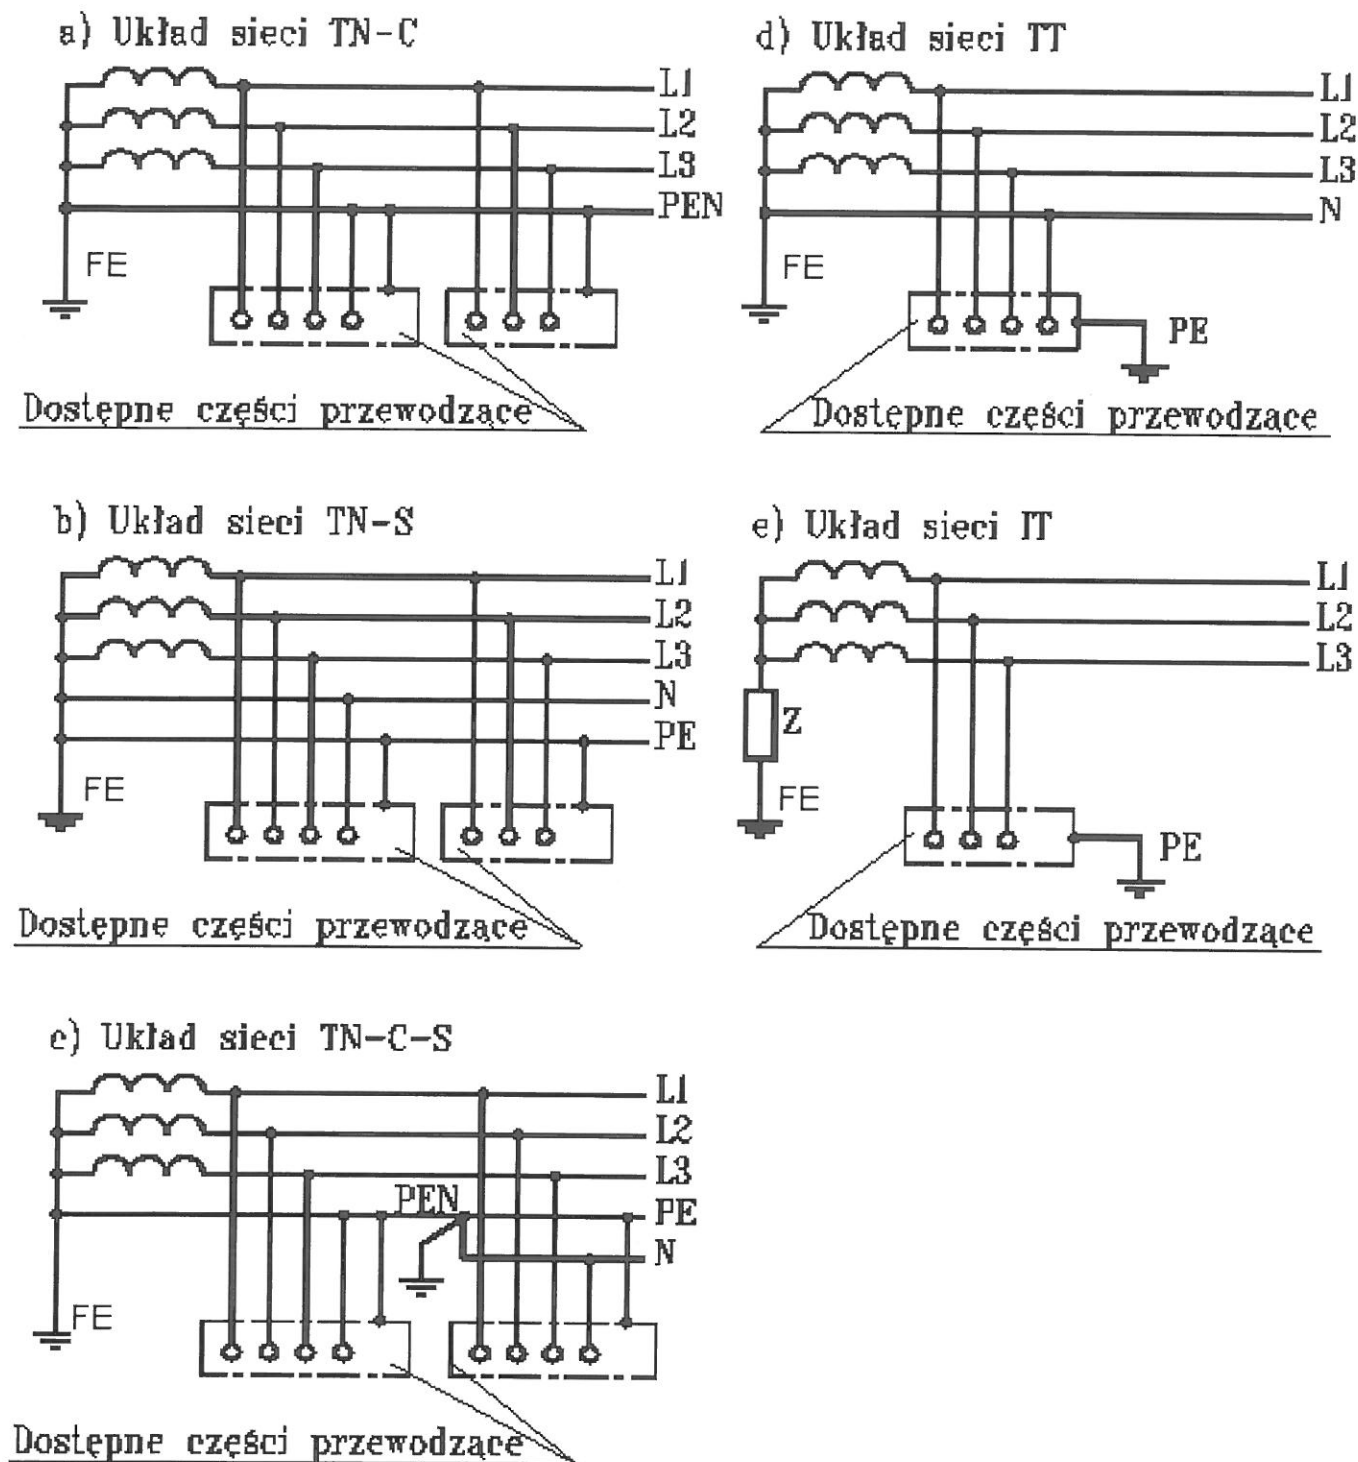 a) Układ sieci TN-C
L1
L2
L3
PEN
FE
Dostępne części przewodzące
b) Układ sieci TN-S
L1
L2
L3
N
PE
FE
Dostępne części przewodzące
c) Układ sieci TN-C-S
L1
L2
L3
PEN
PE
N
FE
Dostępne części przewodzące
d) Układ sieci TT
L1
L2
L3
N
FE
PE
Dostępne części przewodzące
e) Układ sieci IT
L1
L2
L3
Z
FE
PE
Dostępne części przewodzące